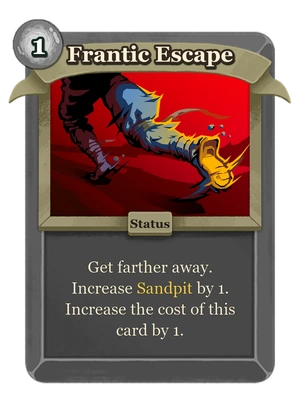 1
Frantic Escape
Status
Get farther away.
Increase Sandpit by 1.
Increase the cost of this
card by 1.